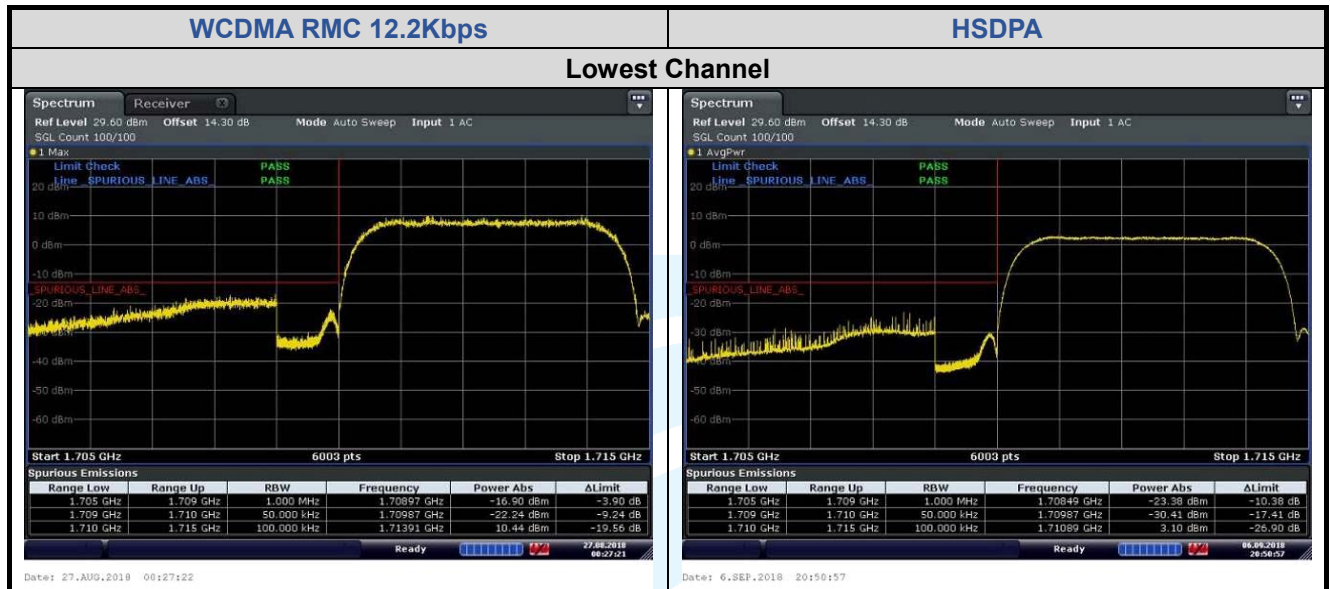 WCDMA RMC 12.2Kbps
HSDPA
Lowest Channel
Spectrum Receiver
Ref Level 29.60 dBm Offset 14.30 dB Mode Auto Sweep Input 1 AC
SGL Count 100/100
1 Max
Limit Check PASS
Line _SPURIOUS_LINE_ABS_ PASS
20 dBm
10 dBm
0 dBm
-10 dBm
_SPURIOUS_LINE_ABS_
-20 dBm
-40 dBm
-50 dBm
-60 dBm
Start 1.705 GHz 6003 pts Stop 1.715 GHz
Spurious Emissions
Range Low Range Up RBW Frequency Power Abs ΔLimit
1.705 GHz 1.709 GHz 1.000 MHz 1.70897 GHz -16.90 dBm -3.90 dB
1.709 GHz 1.710 GHz 50.000 kHz 1.70987 GHz -22.24 dBm -9.24 dB
1.710 GHz 1.715 GHz 100.000 kHz 1.71391 GHz 10.44 dBm -19.56 dB
Ready 27.08.2018
00:27:21
Date: 27.AUG.2018 00:27:22
Spectrum
Ref Level 29.60 dBm Offset 14.30 dB Mode Auto Sweep Input 1 AC
SGL Count 100/100
1 AvgPwr
Limit Check PASS
Line _SPURIOUS_LINE_ABS_ PASS
20 dBm
10 dBm
0 dBm
-10 dBm
_SPURIOUS_LINE_ABS_
-20 dBm
-30 dBm
-50 dBm
-60 dBm
Start 1.705 GHz 6003 pts Stop 1.715 GHz
Spurious Emissions
Range Low Range Up RBW Frequency Power Abs ΔLimit
1.705 GHz 1.709 GHz 1.000 MHz 1.70849 GHz -23.38 dBm -10.38 dB
1.709 GHz 1.710 GHz 50.000 kHz 1.70987 GHz -30.41 dBm -17.41 dB
1.710 GHz 1.715 GHz 100.000 kHz 1.71089 GHz 3.10 dBm -26.90 dB
Ready 06.09.2018
20:50:57
Date: 6.SEP.2018 20:50:57